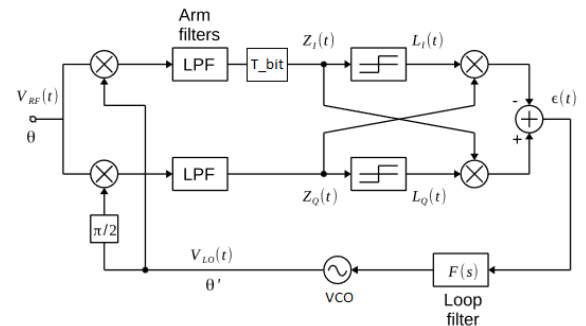 Arm
filters
Z_I(t)
L_I(t)
LPF
T_bit
V_RF(t)
θ
-
+
ϵ(t)
LPF
Z_Q(t)
L_Q(t)
π/2
V_LO(t)
θ'
F(s)
VCO
Loop
filter